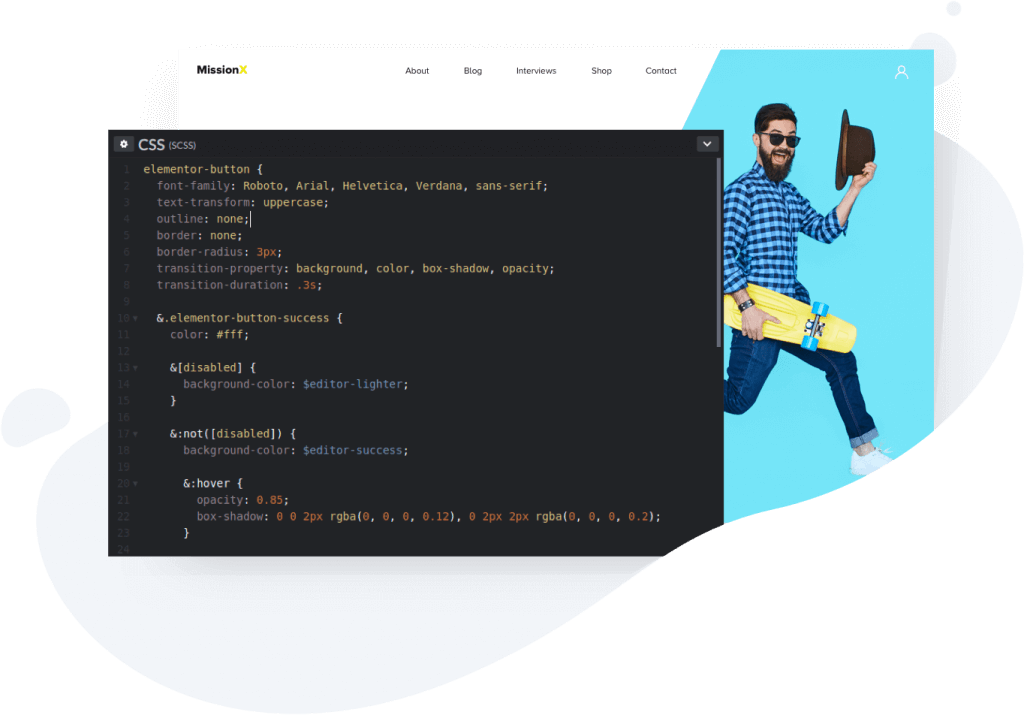 MissionX
About Blog Interviews Shop Contact
CSS (SCSS)
1 elementor-button {
2 font-family: Roboto, Arial, Helvetica, Verdana, sans-serif;
3 text-transform: uppercase;
4 outline: none;
5 border: none;
6 border-radius: 3px;
7 transition-property: background, color, box-shadow, opacity;
8 transition-duration: .3s;
9
10 &.elementor-button-success {
11 color: #fff;
12
13 &[disabled] {
14 background-color: $editor-lighter;
15 }
16
17 &:not([disabled]) {
18 background-color: $editor-success;
19
20 &:hover {
21 opacity: 0.85;
22 box-shadow: 0 0 2px rgba(0, 0, 0, 0.12), 0 2px 2px rgba(0, 0, 0, 0.2);
23 }
24